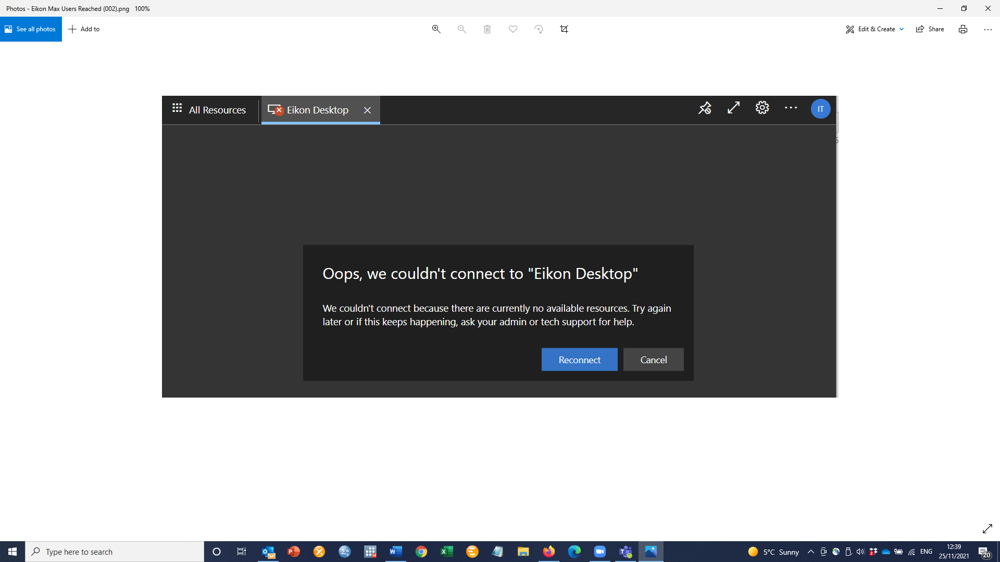 Photos - Eikon Max Users Reached (002).png 100%
See all photos
Add to
Edit & Create
Share
All Resources
Eikon Desktop
IT
5
Oops, we couldn't connect to "Eikon Desktop"
We couldn't connect because there are currently no available resources. Try again
later or if this keeps happening, ask your admin or tech support for help.
Reconnect
Cancel
Type here to search
14
5°C Sunny
2
ENG
12:39
25/11/2021
20